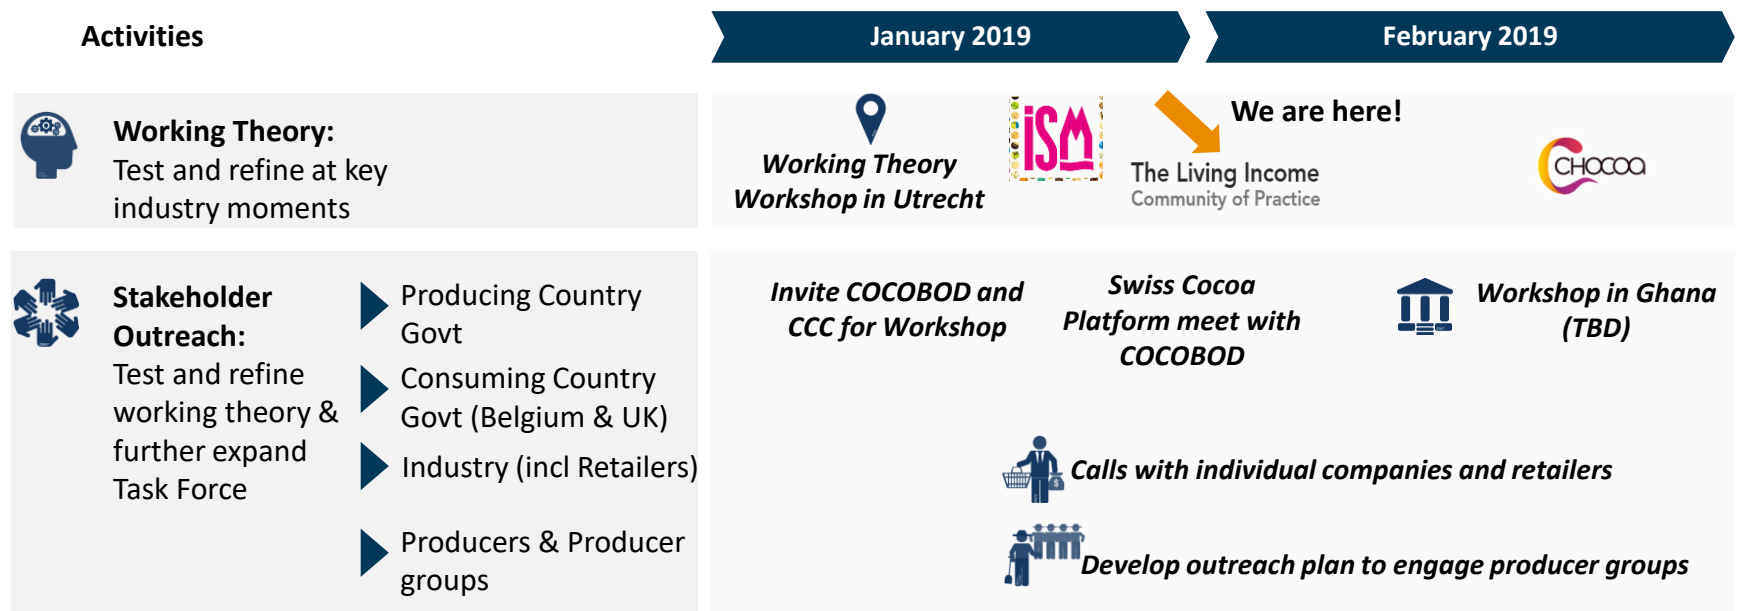 Activities
January 2019
February 2019
Working Theory:
Test and refine at key
industry moments
Working Theory
Workshop in Utrecht
ISM
We are here!
The Living Income
Community of Practice
CHOCOA
Stakeholder
Outreach:
Test and refine
working theory &
further expand
Task Force
Producing Country
Govt
Consuming Country
Govt (Belgium & UK)
Industry (incl Retailers)
Producers & Producer
groups
Invite COCOBOD and
CCC for Workshop
Swiss Cocoa
Platform meet with
COCOBOD
Workshop in Ghana
(TBD)
$
Calls with individual companies and retailers
Develop outreach plan to engage producer groups